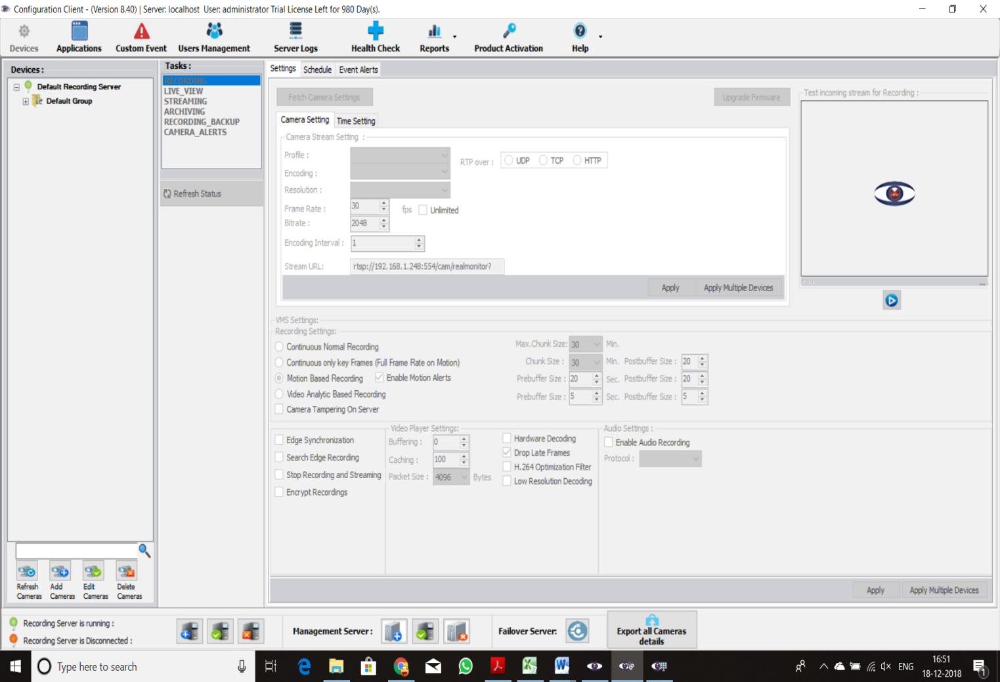 Configuration Client - (Version 8.40) | Server: localhost  User: administrator Trial License Left for 980 Day(s).
Devices
Applications
Custom Event
Users Management
Server Logs
Health Check
Reports
Product Activation
Help
Devices :
Default Recording Server
Default Group
Refresh Cameras
Add Cameras
Edit Cameras
Delete Cameras
Tasks :
RECORDING
LIVE_VIEW
STREAMING
ARCHIVING
RECORDING_BACKUP
CAMERA_ALERTS
Refresh Status
Settings Schedule Event Alerts
Fetch Camera Settings
Upgrade Firmware
Camera Setting Time Setting
Camera Stream Setting :
Profile :
RTP over : UDP TCP HTTP
Encoding :
Resolution :
Frame Rate : 30 fps Unlimited
Bitrate : 2048
Encoding Interval : 1
Stream URL: rtsp://192.168.1.248:554/cam/realmonitor?
Apply Apply Multiple Devices
Test incoming stream for Recording :
...
VMS Settings:
Recording Settings:
Continuous Normal Recording
Max.Chunk Size: 30 Min.
Continuous only key Frames (Full Frame Rate on Motion)
Chunk Size : 30 Min. Postbuffer Size : 20
Motion Based Recording Enable Motion Alerts
Prebuffer Size : 20 Sec. Postbuffer Size : 20
Video Analytic Based Recording
Prebuffer Size : 5 Sec. Postbuffer Size : 5
Camera Tampering On Server
Edge Synchronization
Search Edge Recording
Stop Recording and Streaming
Encrypt Recordings
Video Player Settings:
Buffering : 0
Caching : 100
Packet Size : 4096 Bytes
Hardware Decoding
Drop Late Frames
H.264 Optimization Filter
Low Resolution Decoding
Audio Settings :
Enable Audio Recording
Protocol :
Apply Apply Multiple Devices
Recording Server is running :
Recording Server is Disconnected :
Management Server :
Failover Server:
Export all Cameras
details
Type here to search
ENG
16:51
18-12-2018
1